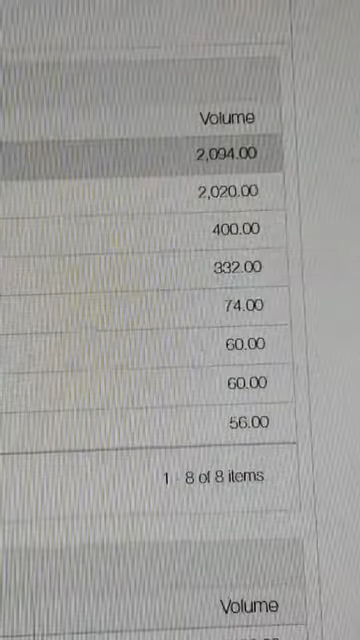 Volume
2,094.00
2,020.00
400.00
332.00
74.00
60.00
60.00
56.00
1 - 8 of 8 items
Volume